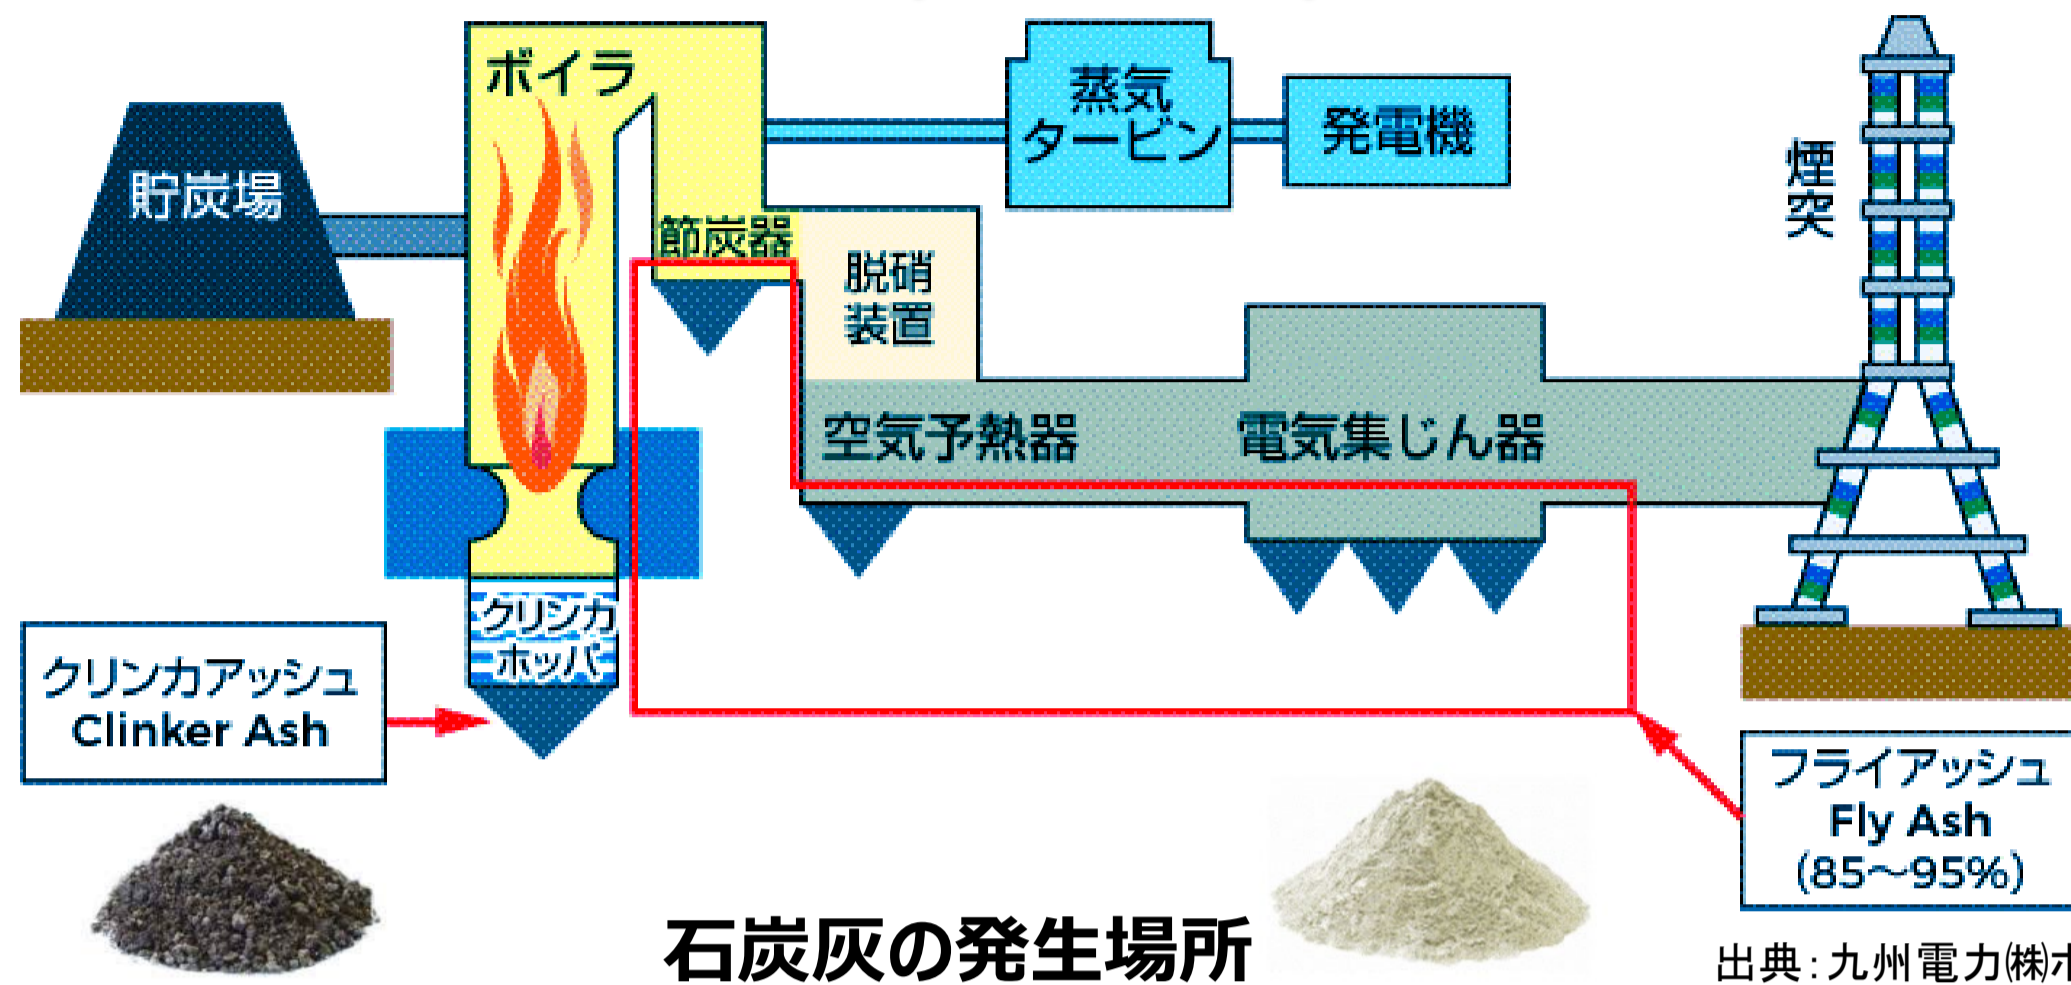 ボイラ
蒸気
タービン
発電機
煙突
貯炭場
節炭器
脱硝
装置
空気予熱器
電気集じん器
クリンカ
ホッパ
クリンカアッシュ
Clinker Ash
フライアッシュ
Fly Ash
(85～95%)
石炭灰の発生場所
出典:九州電力㈱ホ